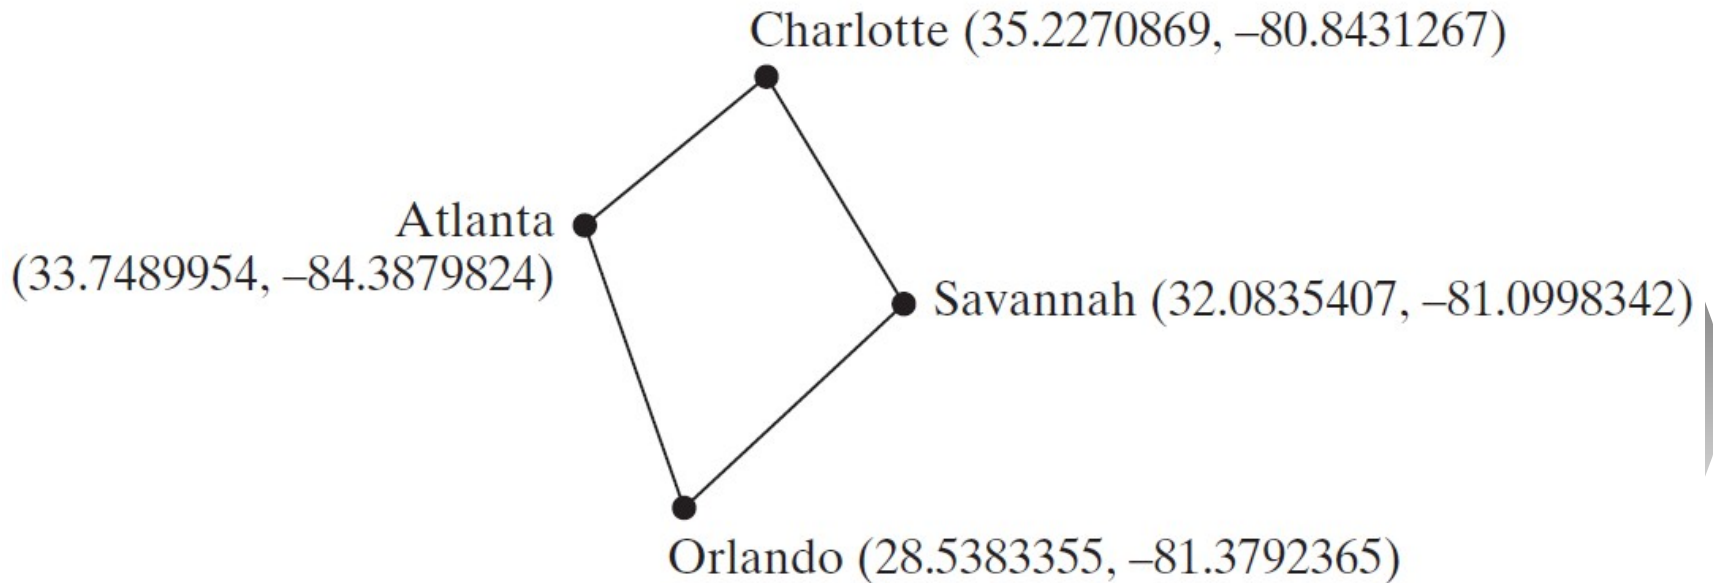 Charlotte (35.2270869, –80.8431267)
Atlanta
(33.7489954, –84.3879824)
Savannah (32.0835407, –81.0998342)
Orlando (28.5383355, –81.3792365)